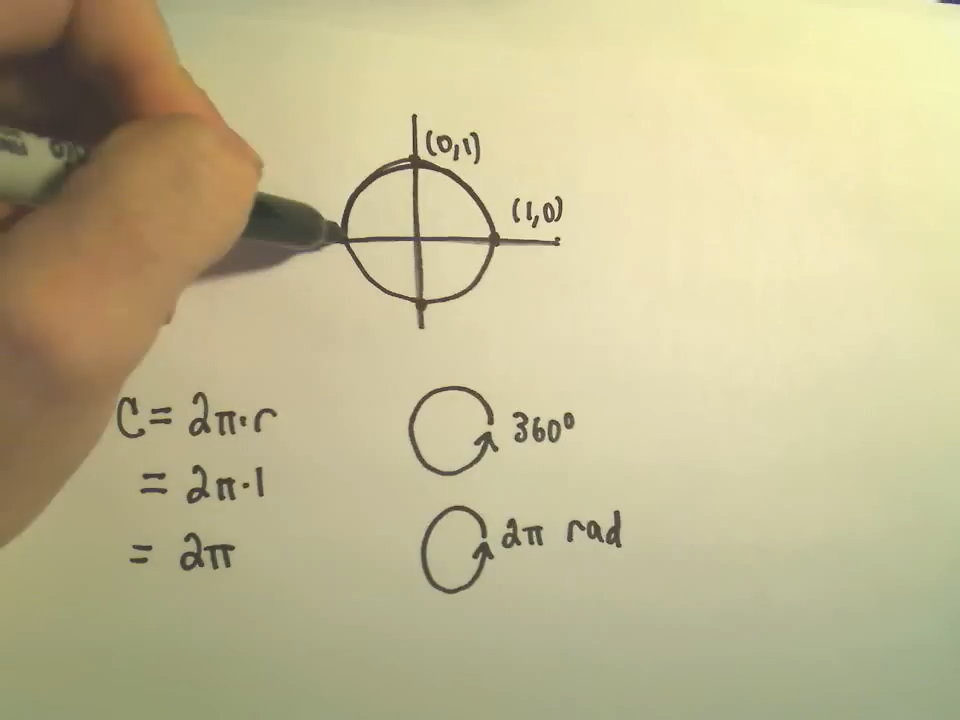 (0,1)
(1,0)
C = 2π·r
= 2π·1
= 2π
360°
2π rad